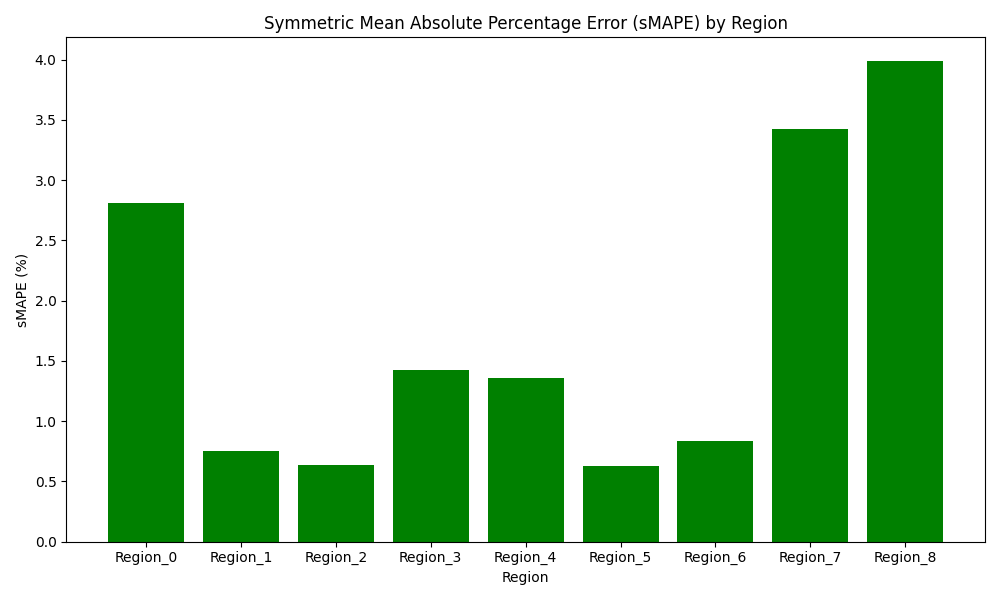 Symmetric Mean Absolute Percentage Error (sMAPE) by Region
sMAPE (%)
4.0
3.5
3.0
2.5
2.0
1.5
1.0
0.5
0.0
Region_0 Region_1 Region_2 Region_3 Region_4 Region_5 Region_6 Region_7 Region_8
Region